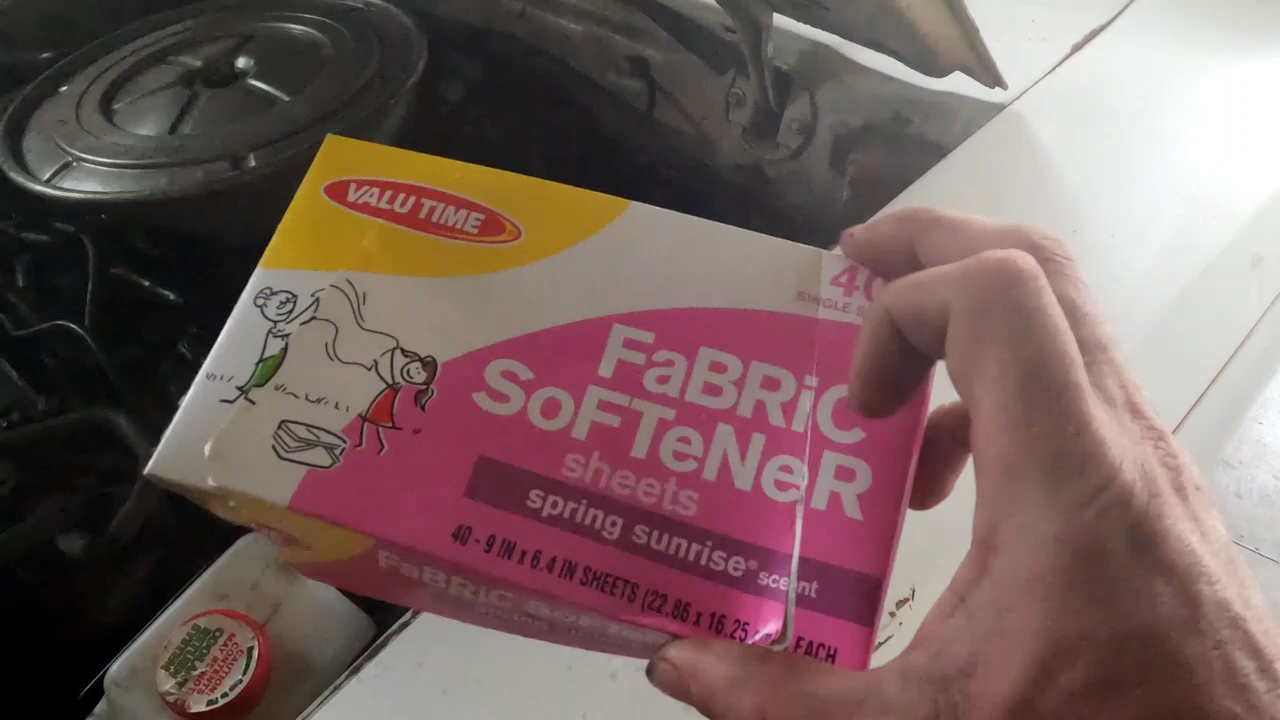 VALU TIME
40
SINGLE
FaBRiC
SoFTeNeR
sheets
spring sunrise® scent
40 - 9 IN x 6.4 IN SHEETS (22.86 x 16.25 EACH
FaBRiC
CAUTION